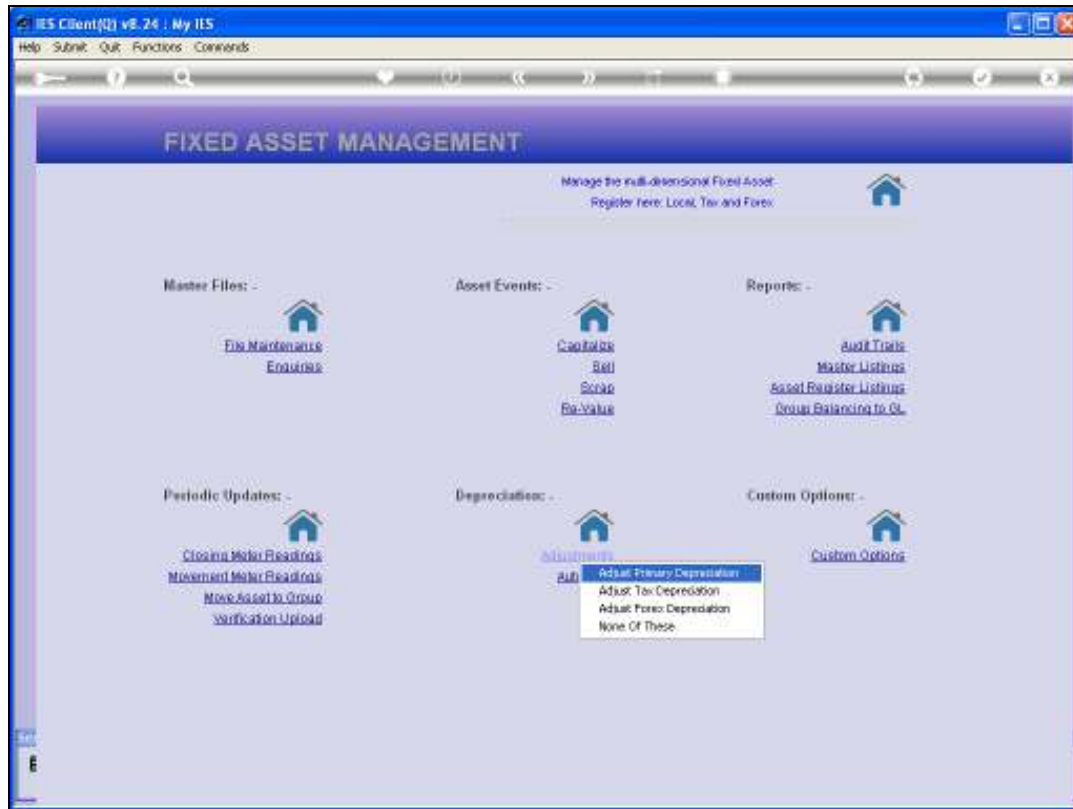 IES Client(Q) v8.24 : My IES
Help Submit Quit Functions Commands
FIXED ASSET MANAGEMENT
Manage the multi-dimensional Fixed Asset
Register here: Local, Tax and Forex
Master Files: -
File Maintenance
Enquiries
Asset Events: -
Capitalize
Sell
Scrap
Re-Value
Reports: -
Audit Trails
Master Listings
Asset Register Listings
Group Balancing to GL
Periodic Updates: -
Closing Meter Readings
Movement Meter Readings
Move Asset to Group
Verification Upload
Depreciation: -
Adjustments
Adjust Primary Depreciation
Adjust Tax Depreciation
Adjust Forex Depreciation
None Of These
Custom Options: -
Custom Options